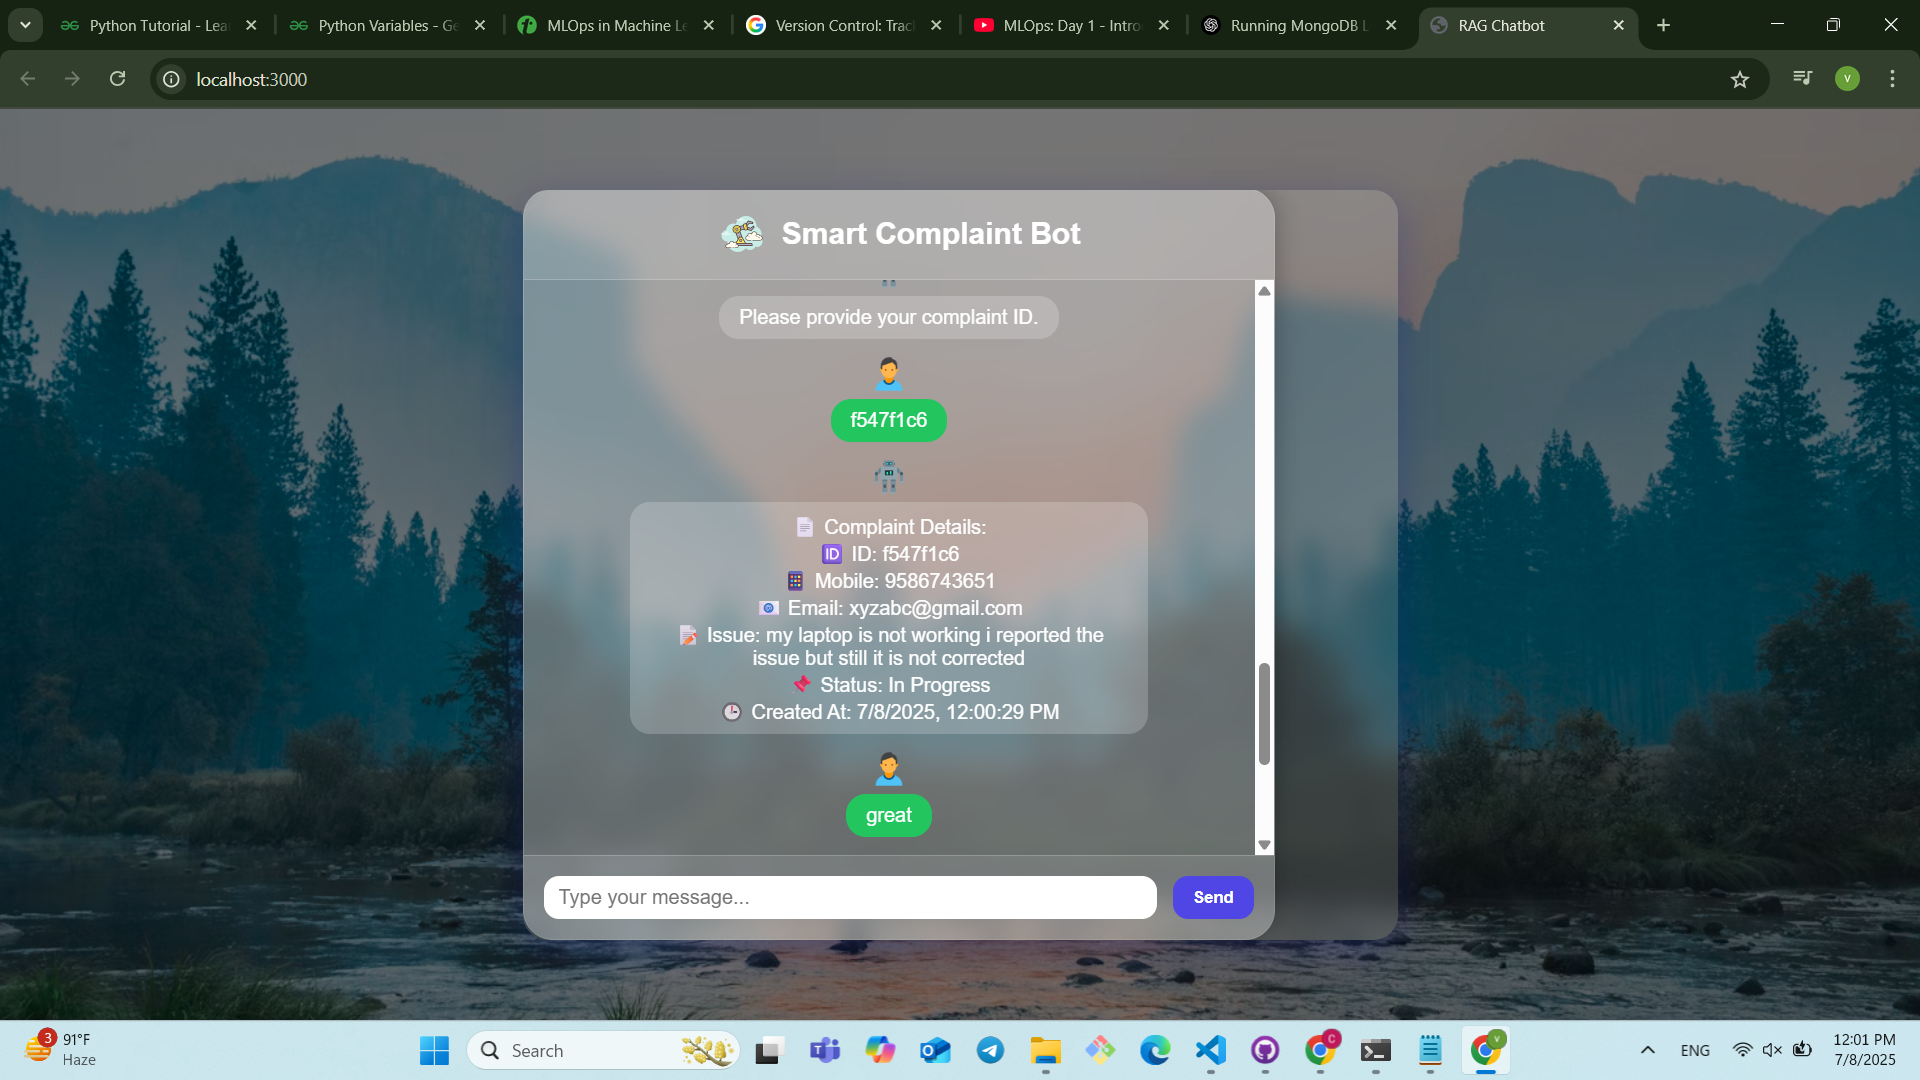 Python Tutorial - Lea
Python Variables - Ge
MLOps in Machine Le
Version Control: Trac
MLOps: Day 1 - Intro
Running MongoDB L
RAG Chatbot
localhost:3000
V
Smart Complaint Bot
Please provide your complaint ID.
f547f1c6
Complaint Details:
ID ID: f547f1c6
Mobile: 9586743651
Email: xyzabc@gmail.com
Issue: my laptop is not working i reported the
issue but still it is not corrected
Status: In Progress
Created At: 7/8/2025, 12:00:29 PM
great
Type your message...
Send
3
91°F
Haze
Search
C
V
ENG
12:01 PM
7/8/2025